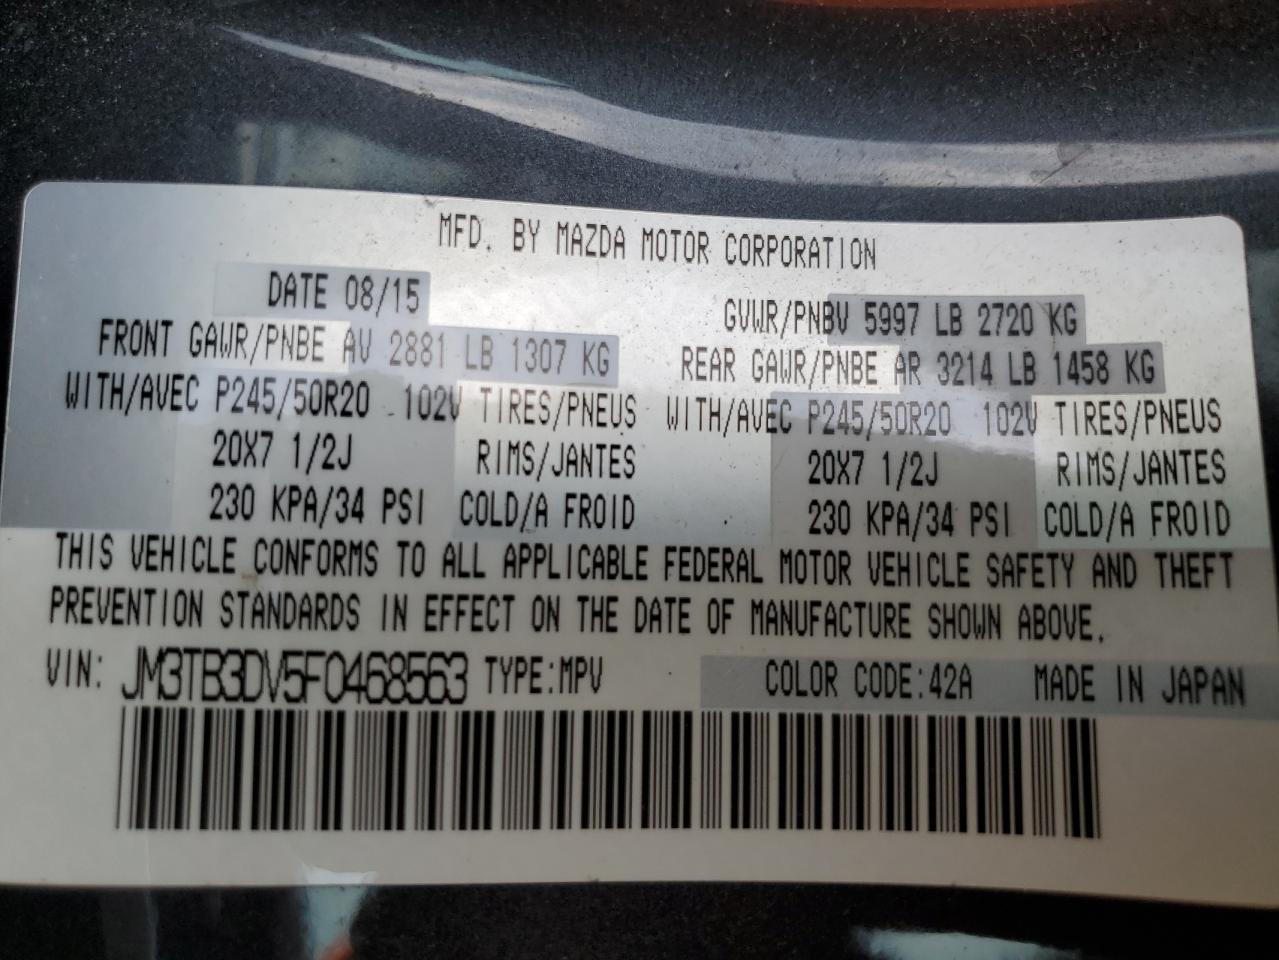 MFD. BY MAZDA MOTOR CORPORATION
DATE 08/15 GVWR/PNBV 5997 LB 2720 KG
FRONT GAWR/PNBE AV 2881 LB 1307 KG REAR GAWR/PNBE AR 3214 LB 1458 KG
WITH/AVEC P245/50R20 102V TIRES/PNEUS WITH/AVEC P245/50R20 102V TIRES/PNEUS
20X7 1/2J RIMS/JANTES 20X7 1/2J RIMS/JANTES
230 KPA/34 PSI COLD/A FROID 230 KPA/34 PSI COLD/A FROID
THIS VEHICLE CONFORMS TO ALL APPLICABLE FEDERAL MOTOR VEHICLE SAFETY AND THEFT
PREVENTION STANDARDS IN EFFECT ON THE DATE OF MANUFACTURE SHOWN ABOVE.
VIN: JM3TB3DV5F0468563 TYPE:MPV COLOR CODE:42A MADE IN JAPAN